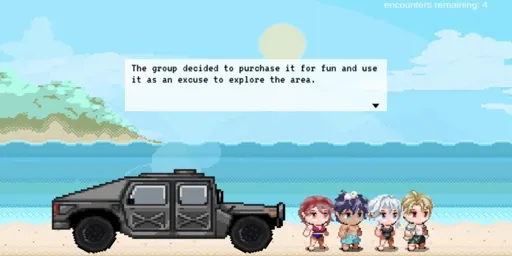 encounters remaining: 4
The group decided to purchase it for fun and use
it as an excuse to explore the area.